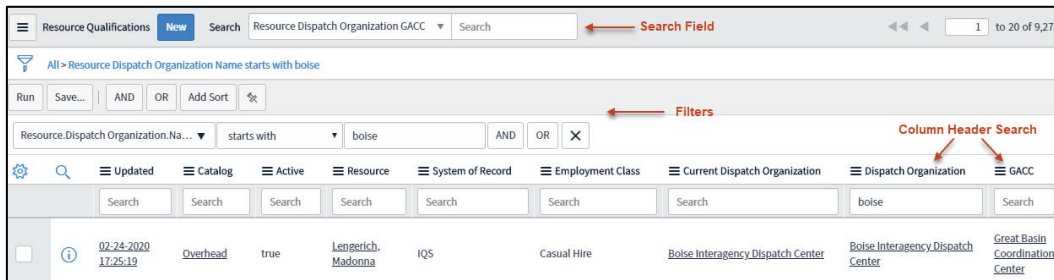 Resource Qualifications New Search Resource Dispatch Organization GACC Search Search Field 1 to 20 of 9,27
All > Resource Dispatch Organization Name starts with boise
Run Save... AND OR Add Sort
Filters
Resource.Dispatch Organization.Na... starts with boise AND OR
Column Header Search
Updated Catalog Active Resource System of Record Employment Class Current Dispatch Organization Dispatch Organization GACC
Search Search Search Search Search Search Search boise Search
02-24-2020 17:25:19 Overhead true Lengerich, Madonna IQS Casual Hire Boise Interagency Dispatch Center Boise Interagency Dispatch Center Great Basin Coordination Center